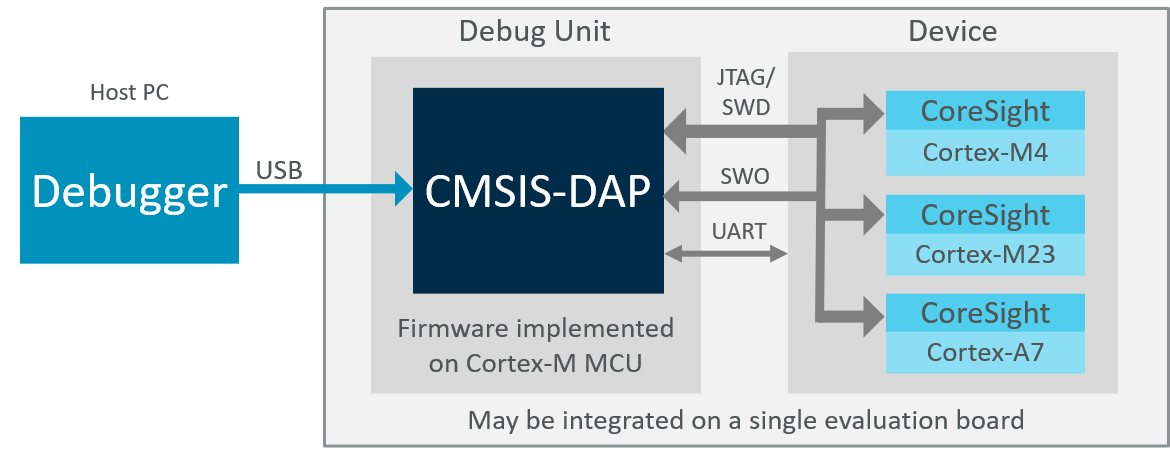 Debug Unit
Device
Host PC
Debugger
USB
CMSIS-DAP
JTAG/
SWD
SWO
UART
CoreSight
Cortex-M4
CoreSight
Cortex-M23
CoreSight
Cortex-A7
Firmware implemented
on Cortex-M MCU
May be integrated on a single evaluation board